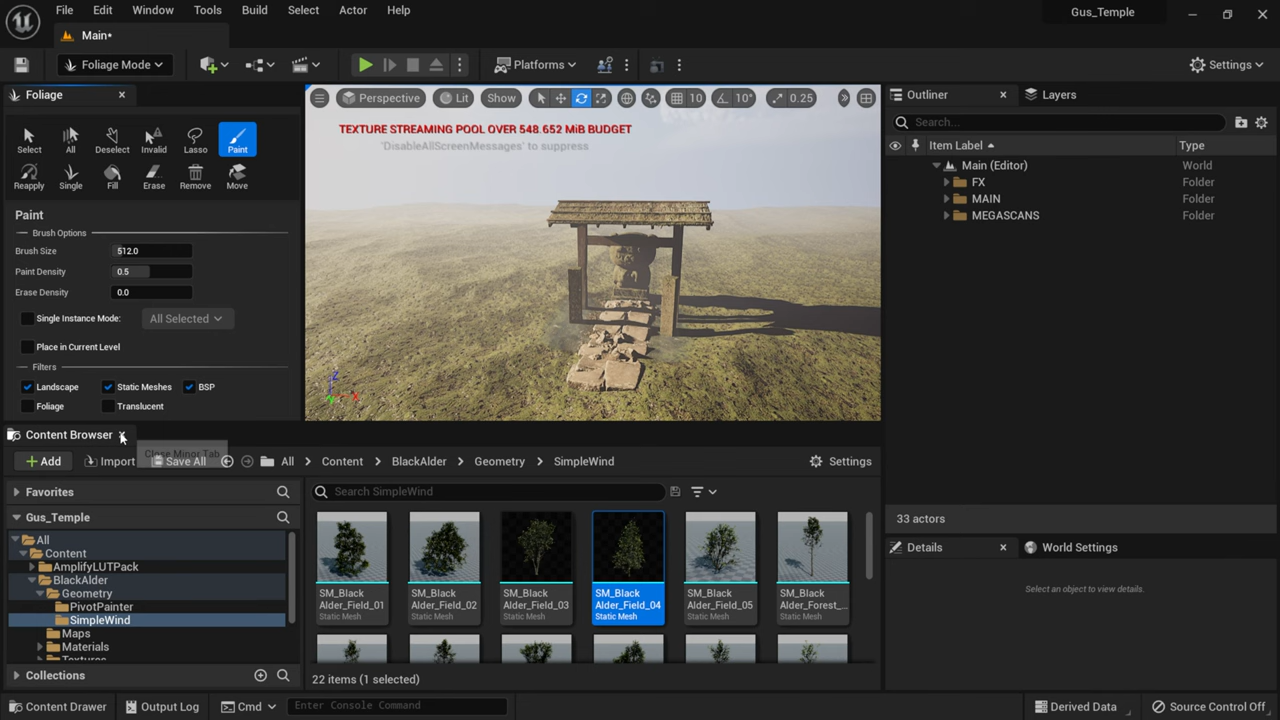 File Edit Window Tools Build Select Actor Help
Gus_Temple
Main*
Foliage Mode
Platforms
Settings
Foliage
Select All Deselect Invalid Lasso Paint
Reapply Single Fill Erase Remove Move
Paint
Brush Options
Brush Size 512.0
Paint Density 0.5
Erase Density 0.0
Single Instance Mode: All Selected
Place in Current Level
Filters
Landscape Static Meshes BSP
Foliage Translucent
Perspective Lit Show 10 10° 0.25
TEXTURE STREAMING POOL OVER 548.652 MiB BUDGET
'DisableAllScreenMessages' to suppress
Z
X
Y
Outliner Layers
Search...
Item Label Type
Main (Editor) World
FX Folder
MAIN Folder
MEGASCANS Folder
33 actors
Details World Settings
Select an object to view details.
Content Browser
Close Minor Tab
Add Import Save All All Content BlackAlder Geometry SimpleWind Settings
Favorites
Gus_Temple
All
Content
AmplifyLUTPack
BlackAlder
Geometry
PivotPainter
SimpleWind
Maps
Materials
Textures
Collections
Search SimpleWind
SM_Black
Alder_Field_01
Static Mesh
SM_Black
Alder_Field_02
Static Mesh
SM_Black
Alder_Field_03
Static Mesh
SM_Black
Alder_Field_04
Static Mesh
SM_Black
Alder_Field_05
Static Mesh
SM_Black
Alder_Forest_...
Static Mesh
22 items (1 selected)
Content Drawer Output Log Cmd Enter Console Command Derived Data Source Control Off